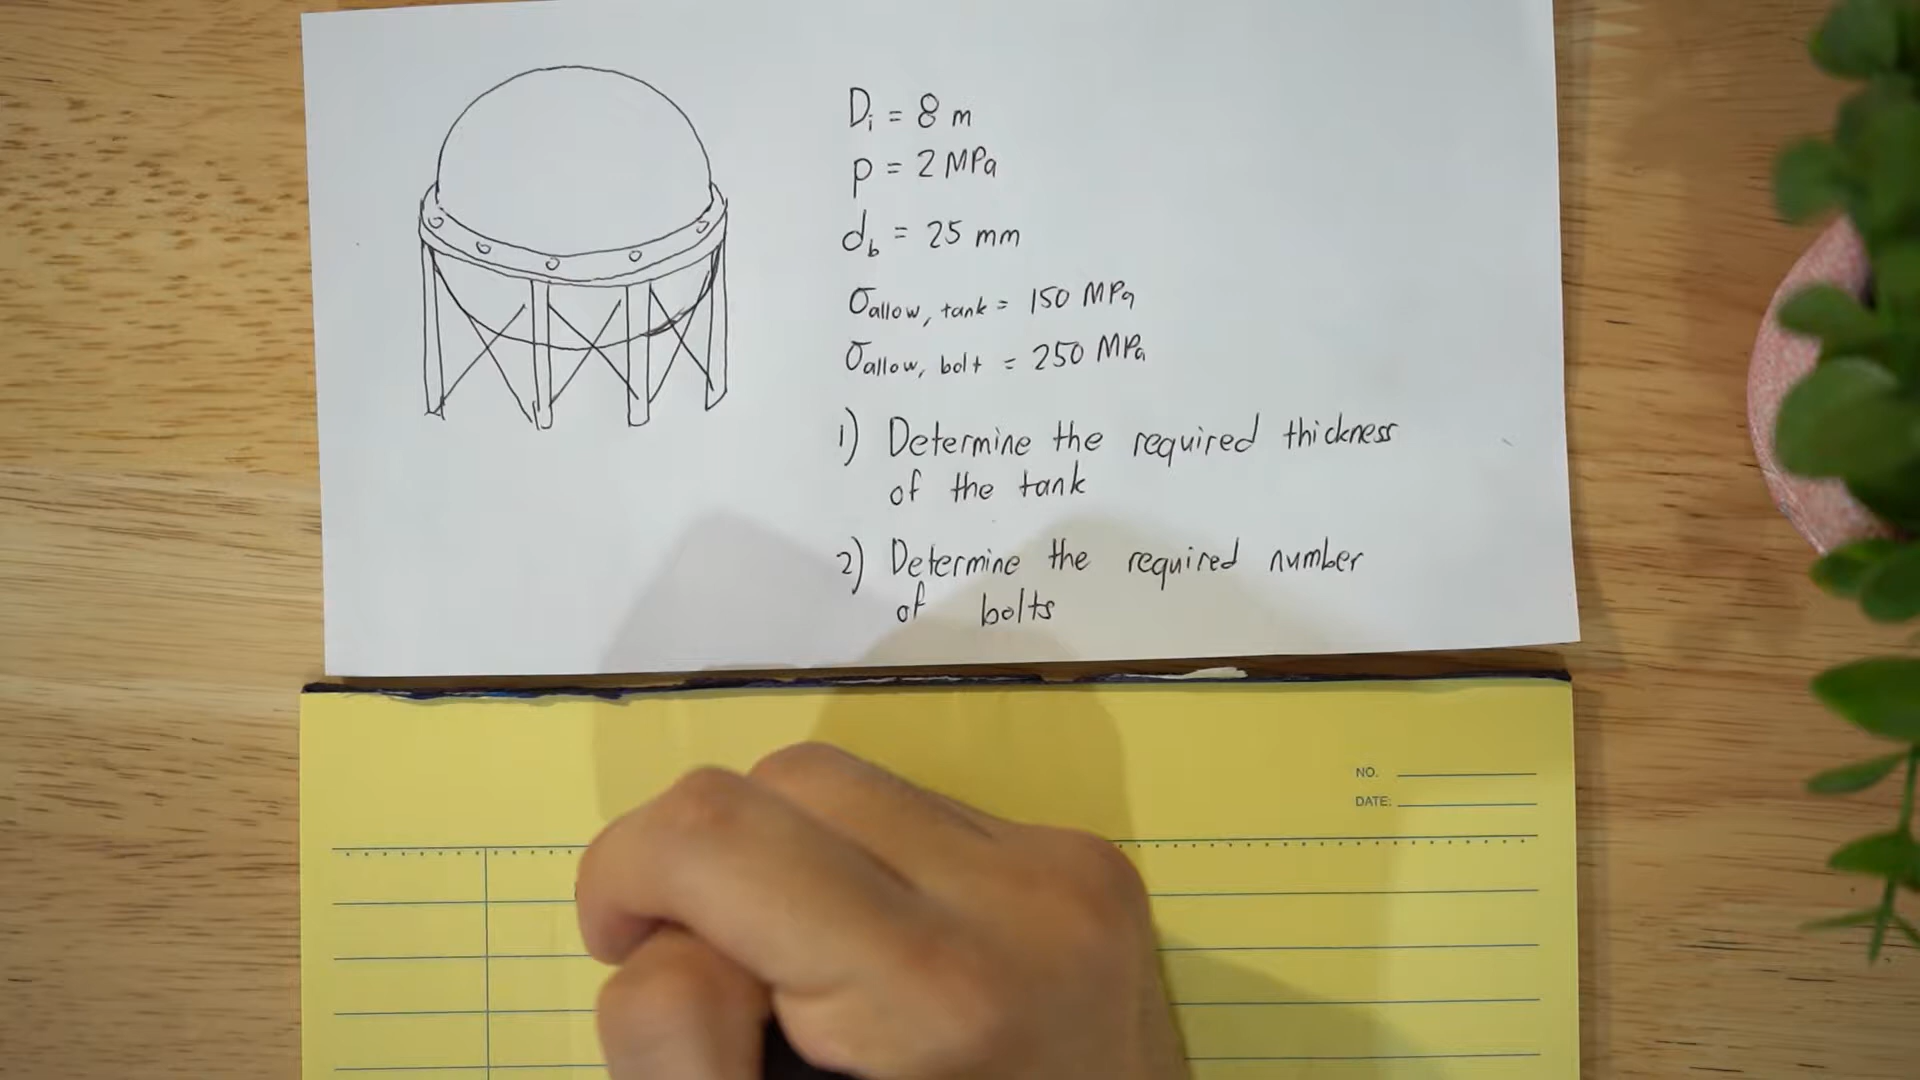 Di = 8 m
p = 2 MPa
db = 25 mm
σallow, tank = 150 MPa
σallow, bolt = 250 MPa
1) Determine the required thickness
of the tank
2) Determine the required number
of bolts
NO.
DATE: